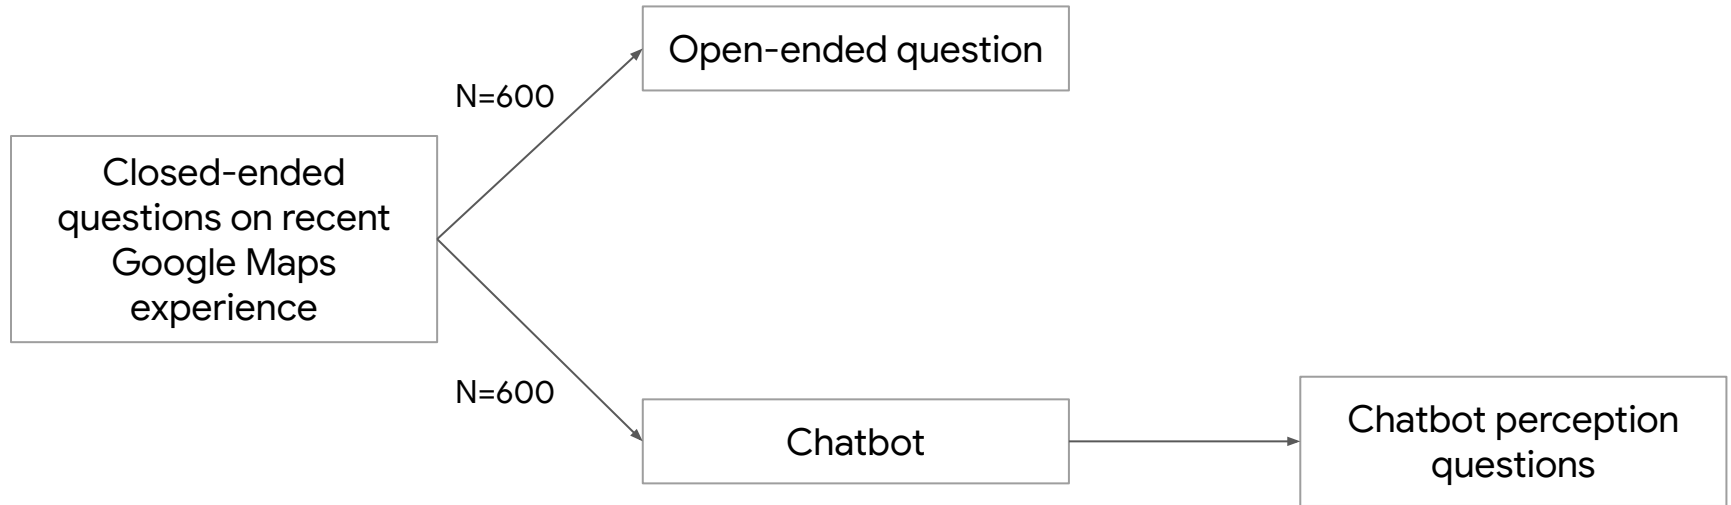 Open-ended question
N=600
Closed-ended
questions on recent
Google Maps
experience
N=600
Chatbot
Chatbot perception
questions